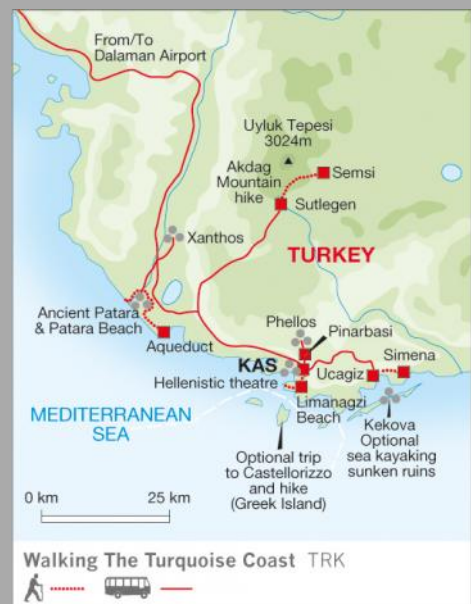 From/To
Dalaman Airport
Uyluk Tepesi
3024m
Akdag
Mountain
hike
Semsi
Sutlegen
Xanthos
TURKEY
Ancient Patara
& Patara Beach
Aqueduct
Phellos
Pinarbasi
KAS
Simena
Ucagiz
Hellenistic theatre
Limanagzi
Beach
MEDITERRANEAN
SEA
Kekova
Optional
sea kayaking
sunken ruins
Optional trip
to Castellorizzo
and hike
(Greek Island)
0 km 25 km
Walking The Turquoise Coast TRK